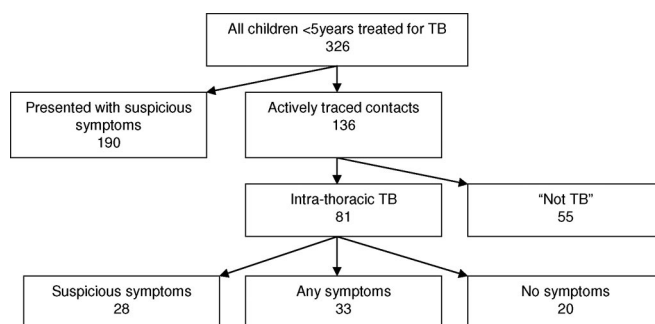 All children <5years treated for TB
326
Presented with suspicious
symptoms
190
Actively traced contacts
136
Intra-thoracic TB
81
“Not TB”
55
Suspicious symptoms
28
Any symptoms
33
No symptoms
20